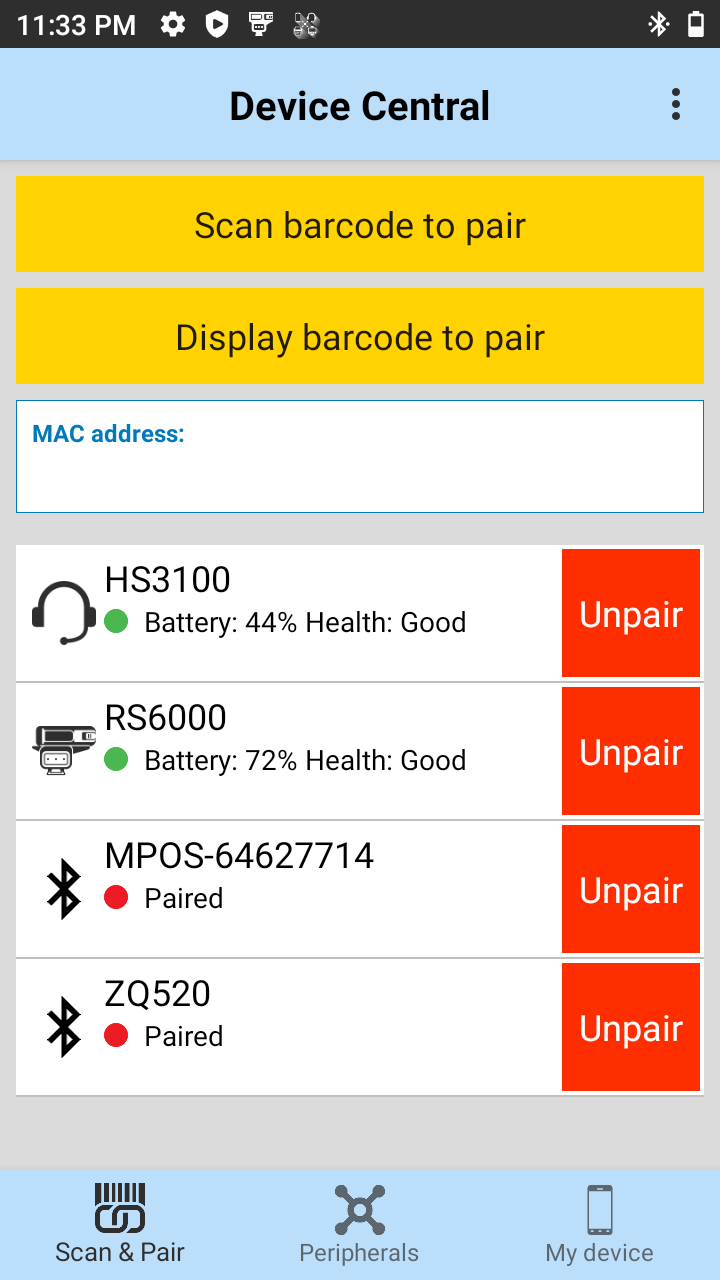 11:33 PM
Device Central
Scan barcode to pair
Display barcode to pair
MAC address:
HS3100
Battery: 44% Health: Good
Unpair
RS6000
Battery: 72% Health: Good
Unpair
MPOS-64627714
Paired
Unpair
ZQ520
Paired
Unpair
Scan & Pair
Peripherals
My device